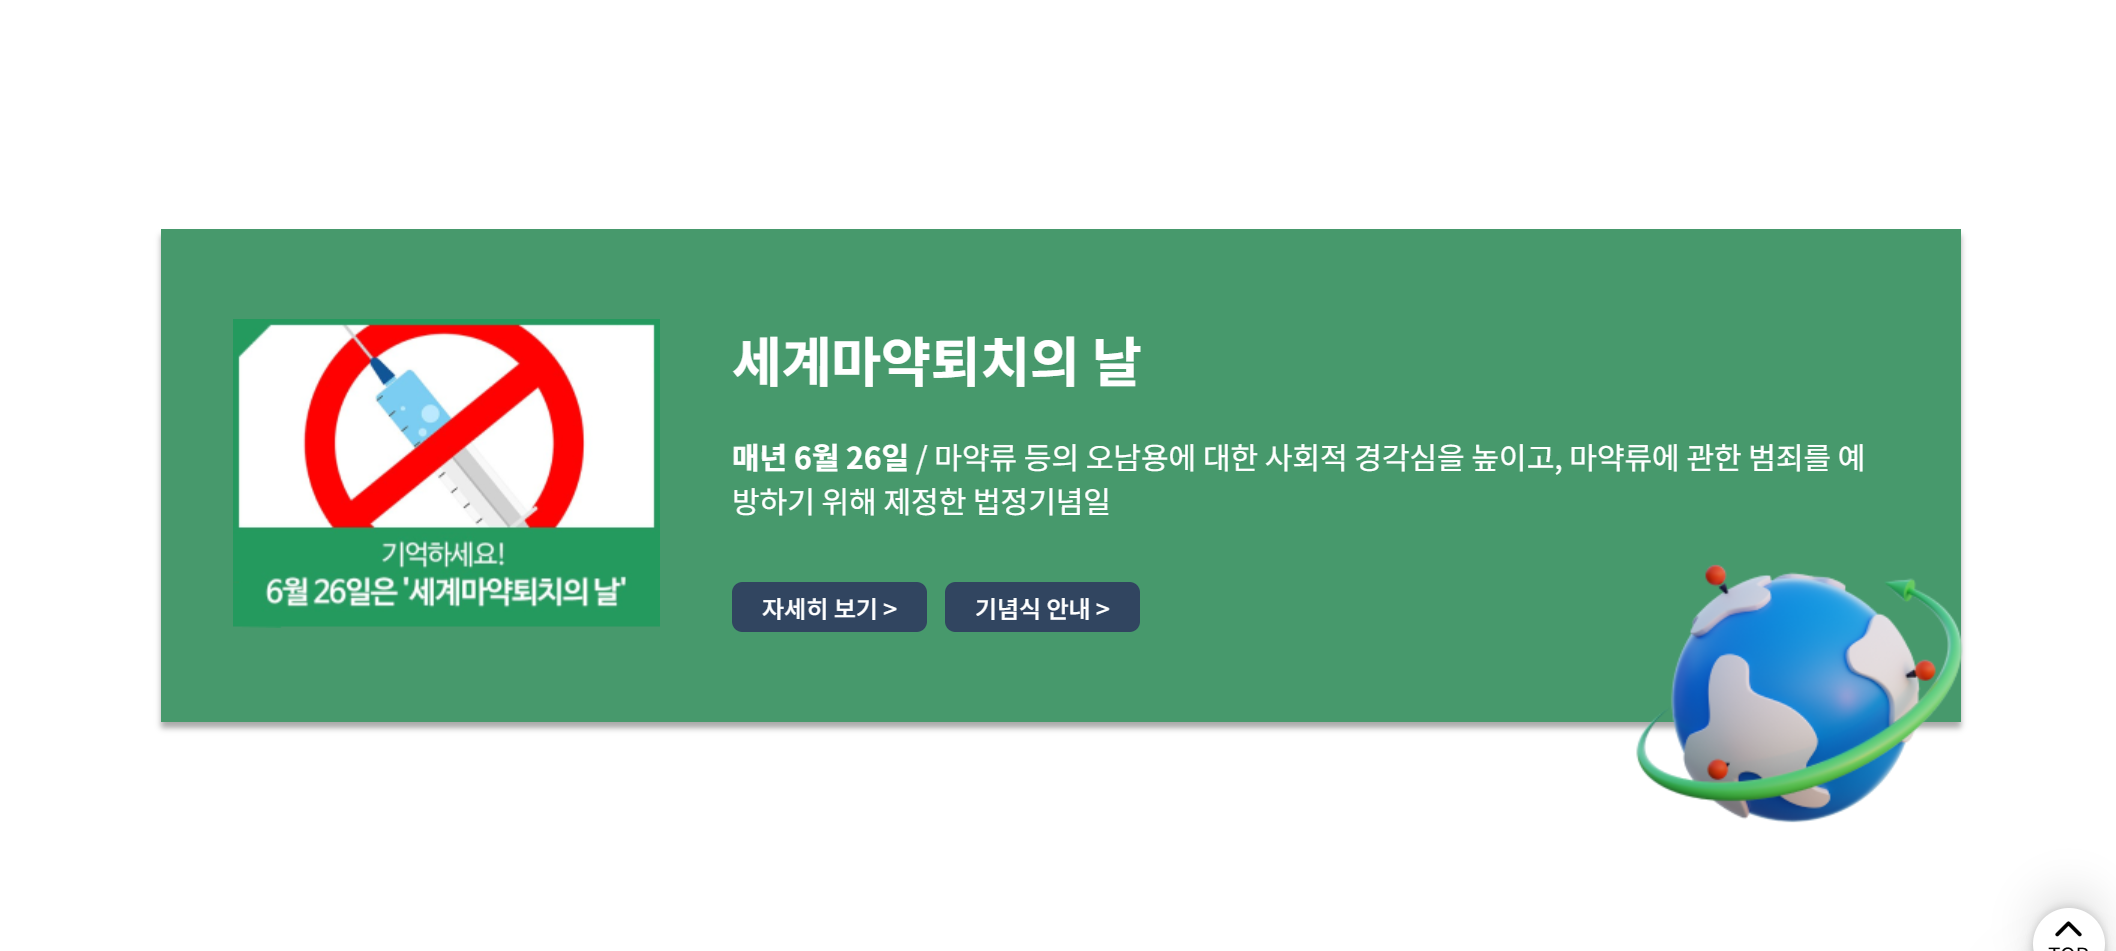 세계마약퇴치의 날
매년 6월 26일 / 마약류 등의 오남용에 대한 사회적 경각심을 높이고, 마약류에 관한 범죄를 예
방하기 위해 제정한 법정기념일
기억하세요!
6월 26일은 '세계마약퇴치의 날'
자세히 보기 >
기념식 안내 >
TOP